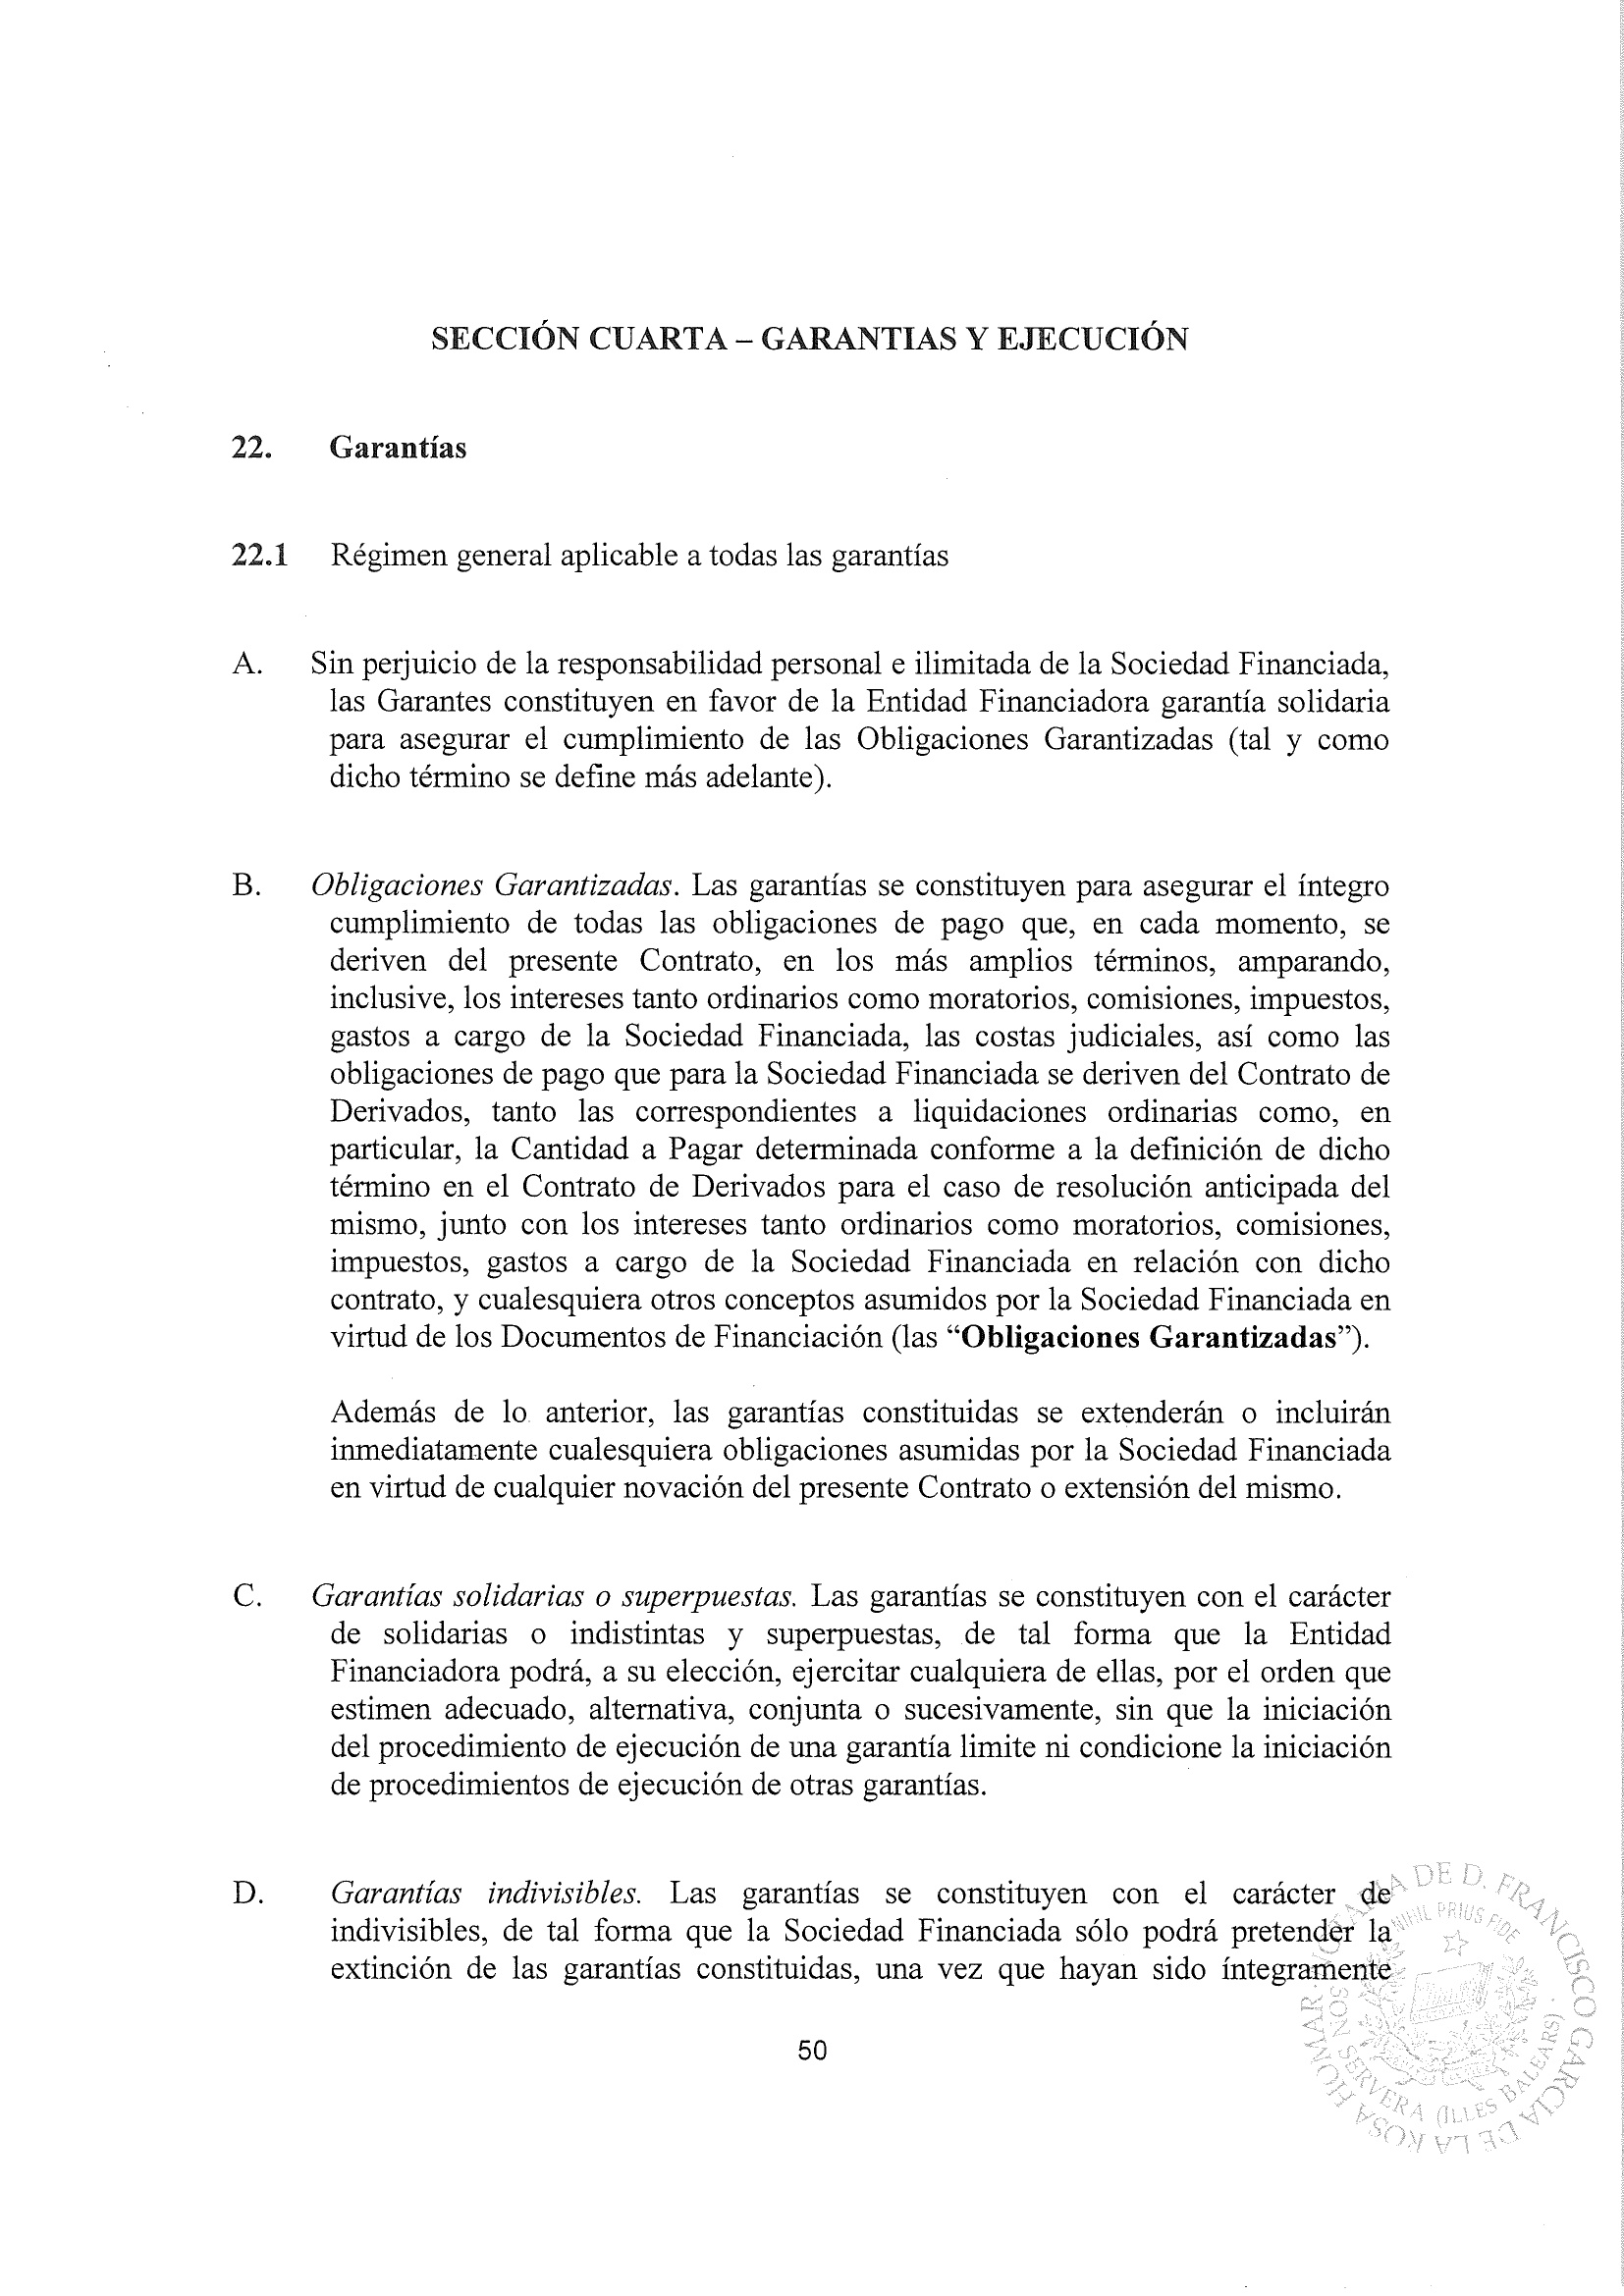 SECCIÓN CUARTA – GARANTIAS Y EJECUCIÓN
22. Garantías
22.1 Régimen general aplicable a todas las garantías
A. Sin perjuicio de la responsabilidad personal e ilimitada de la Sociedad Financiada,
las Garantes constituyen en favor de la Entidad Financiadora garantía solidaria
para asegurar el cumplimiento de las Obligaciones Garantizadas (tal y como
dicho término se define más adelante).
B. Obligaciones Garantizadas. Las garantías se constituyen para asegurar el íntegro
cumplimiento de todas las obligaciones de pago que, en cada momento, se
deriven del presente Contrato, en los más amplios términos, amparando,
inclusive, los intereses tanto ordinarios como moratorios, comisiones, impuestos,
gastos a cargo de la Sociedad Financiada, las costas judiciales, así como las
obligaciones de pago que para la Sociedad Financiada se deriven del Contrato de
Derivados, tanto las correspondientes a liquidaciones ordinarias como, en
particular, la Cantidad a Pagar determinada conforme a la definición de dicho
término en el Contrato de Derivados para el caso de resolución anticipada del
mismo, junto con los intereses tanto ordinarios como moratorios, comisiones,
impuestos, gastos a cargo de la Sociedad Financiada en relación con dicho
contrato, y cualesquiera otros conceptos asumidos por la Sociedad Financiada en
virtud de los Documentos de Financiación (las “Obligaciones Garantizadas”).
Además de lo anterior, las garantías constituidas se extenderán o incluirán
inmediatamente cualesquiera obligaciones asumidas por la Sociedad Financiada
en virtud de cualquier novación del presente Contrato o extensión del mismo.
C. Garantías solidarias o superpuestas. Las garantías se constituyen con el carácter
de solidarias o indistintas y superpuestas, de tal forma que la Entidad
Financiadora podrá, a su elección, ejercitar cualquiera de ellas, por el orden que
estimen adecuado, alternativa, conjunta o sucesivamente, sin que la iniciación
del procedimiento de ejecución de una garantía limite ni condicione la iniciación
de procedimientos de ejecución de otras garantías.
D. Garantías indivisibles. Las garantías se constituyen con el carácter de
indivisibles, de tal forma que la Sociedad Financiada sólo podrá pretender la
extinción de las garantías constituidas, una vez que hayan sido íntegramente
50
DE D. FRANCISCO GARCIA DE LA ROSA HOMAR
NIHIL PRIUS FIDE
SON SERVERA (ILLES BALEARS)